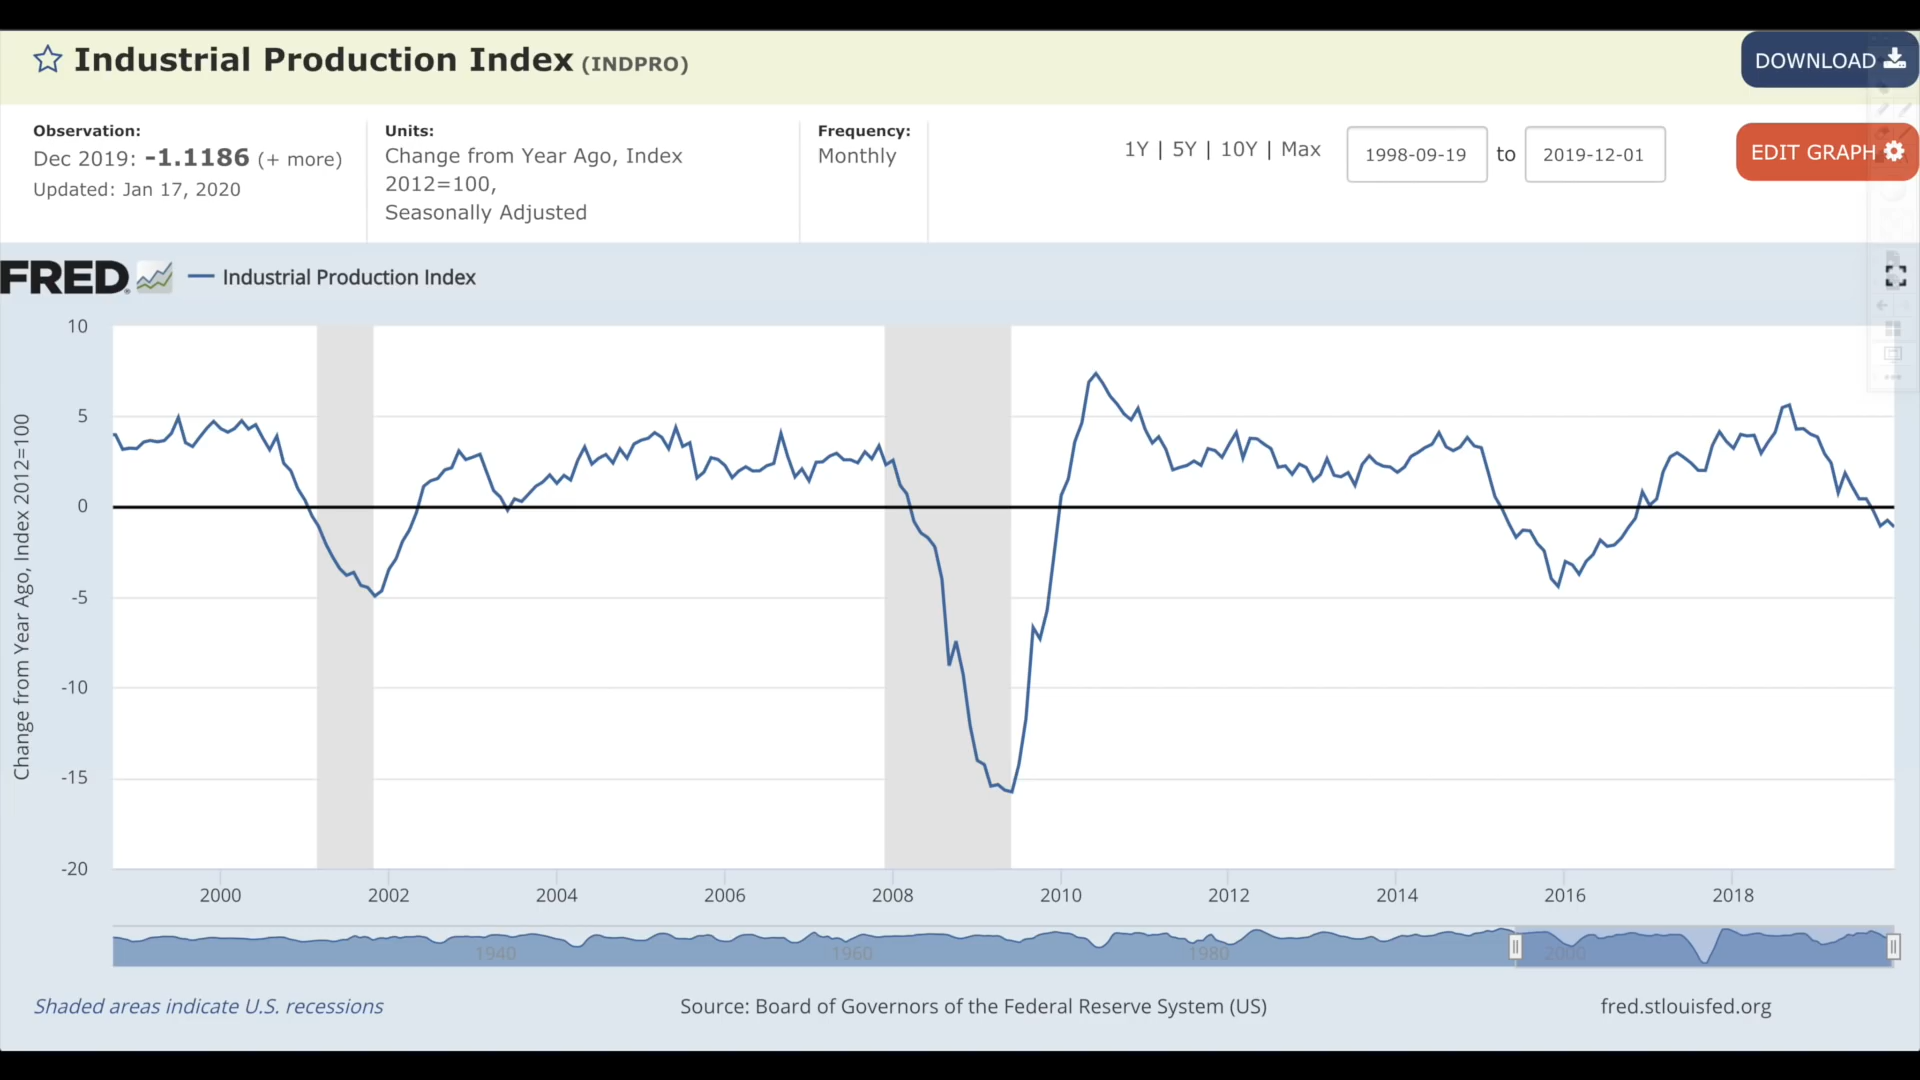 Industrial Production Index (INDPRO)
DOWNLOAD
Observation:
Dec 2019: -1.1186 (+ more)
Updated: Jan 17, 2020
Units:
Change from Year Ago, Index
2012=100,
Seasonally Adjusted
Frequency:
Monthly
1Y | 5Y | 10Y | Max
1998-09-19 to 2019-12-01
EDIT GRAPH
FRED
Industrial Production Index
Change from Year Ago, Index 2012=100
10
5
0
-5
-10
-15
-20
2000 2002 2004 2006 2008 2010 2012 2014 2016 2018
1940 1960 1980 2000
Shaded areas indicate U.S. recessions
Source: Board of Governors of the Federal Reserve System (US)
fred.stlouisfed.org